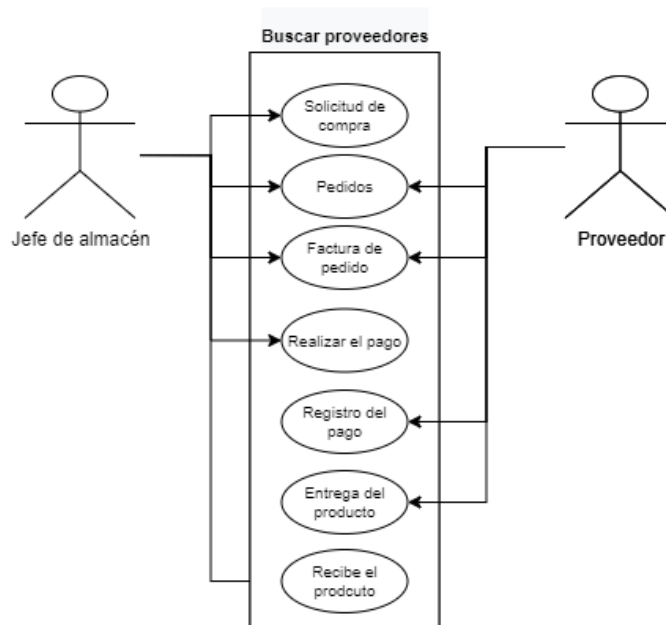 Buscar proveedores
Solicitud de
compra
Pedidos
Jefe de almacén
Factura de
pedido
Proveedor
Realizar el pago
Registro del
pago
Entrega del
producto
Recibe el
prodcuto